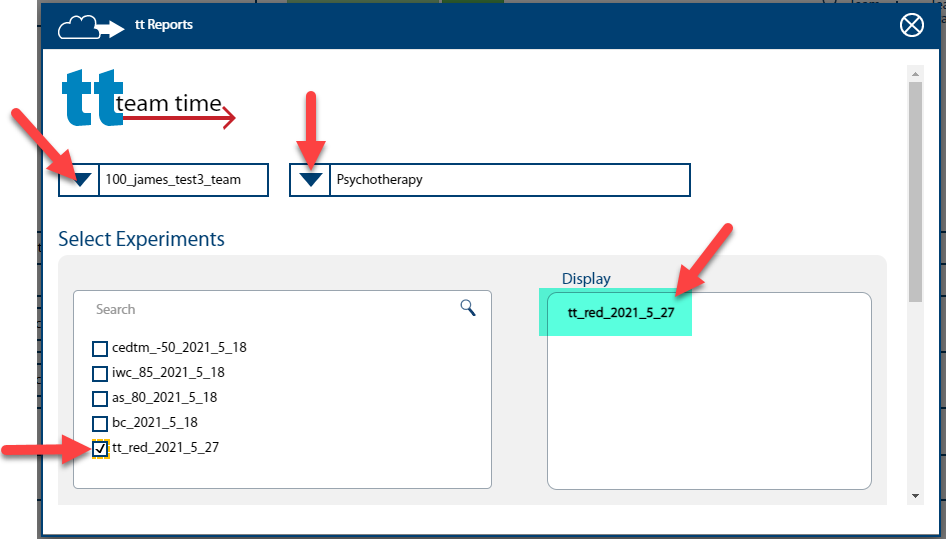 tt Reports
tt team time
100_james_test3_team
Psychotherapy
Select Experiments
Display
Search
tt_red_2021_5_27
cedtm_-50_2021_5_18
iwc_85_2021_5_18
as_80_2021_5_18
bc_2021_5_18
tt_red_2021_5_27